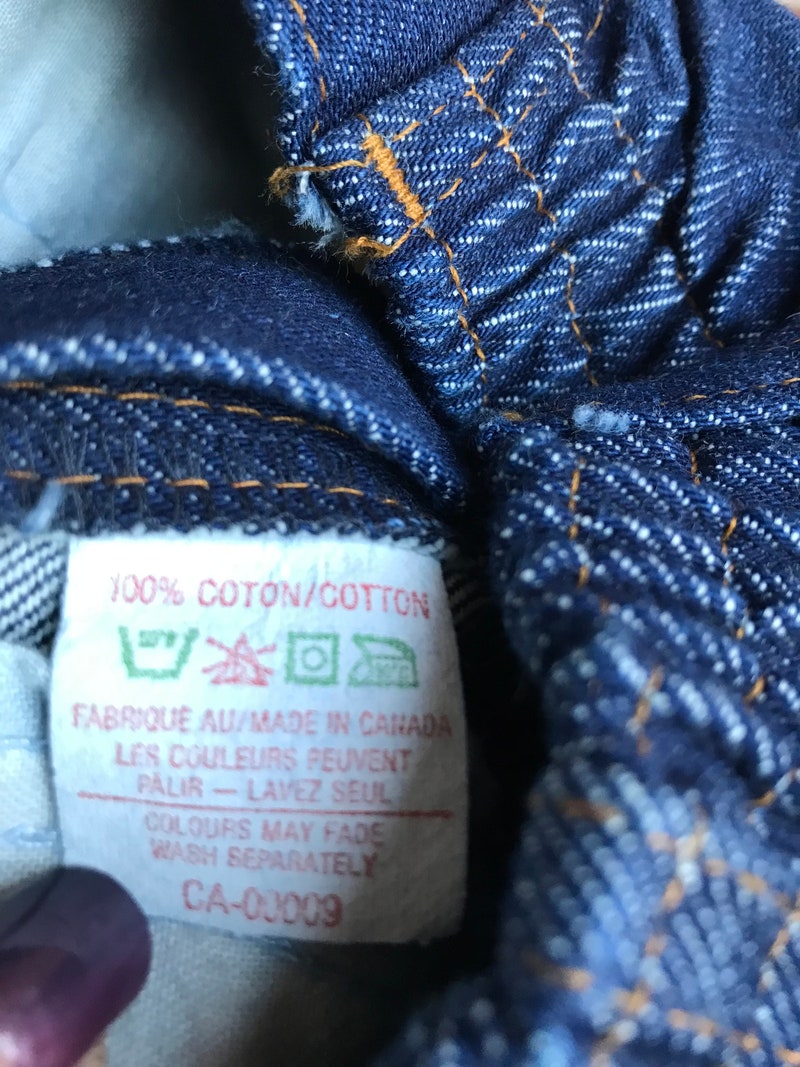 100% COTON/COTTON
FABRIQUÉ AU/MADE IN CANADA
LES COULEURS PEUVENT
PÂLIR — LAVEZ SEUL
COLOURS MAY FADE
WASH SEPARATELY
CA-00009